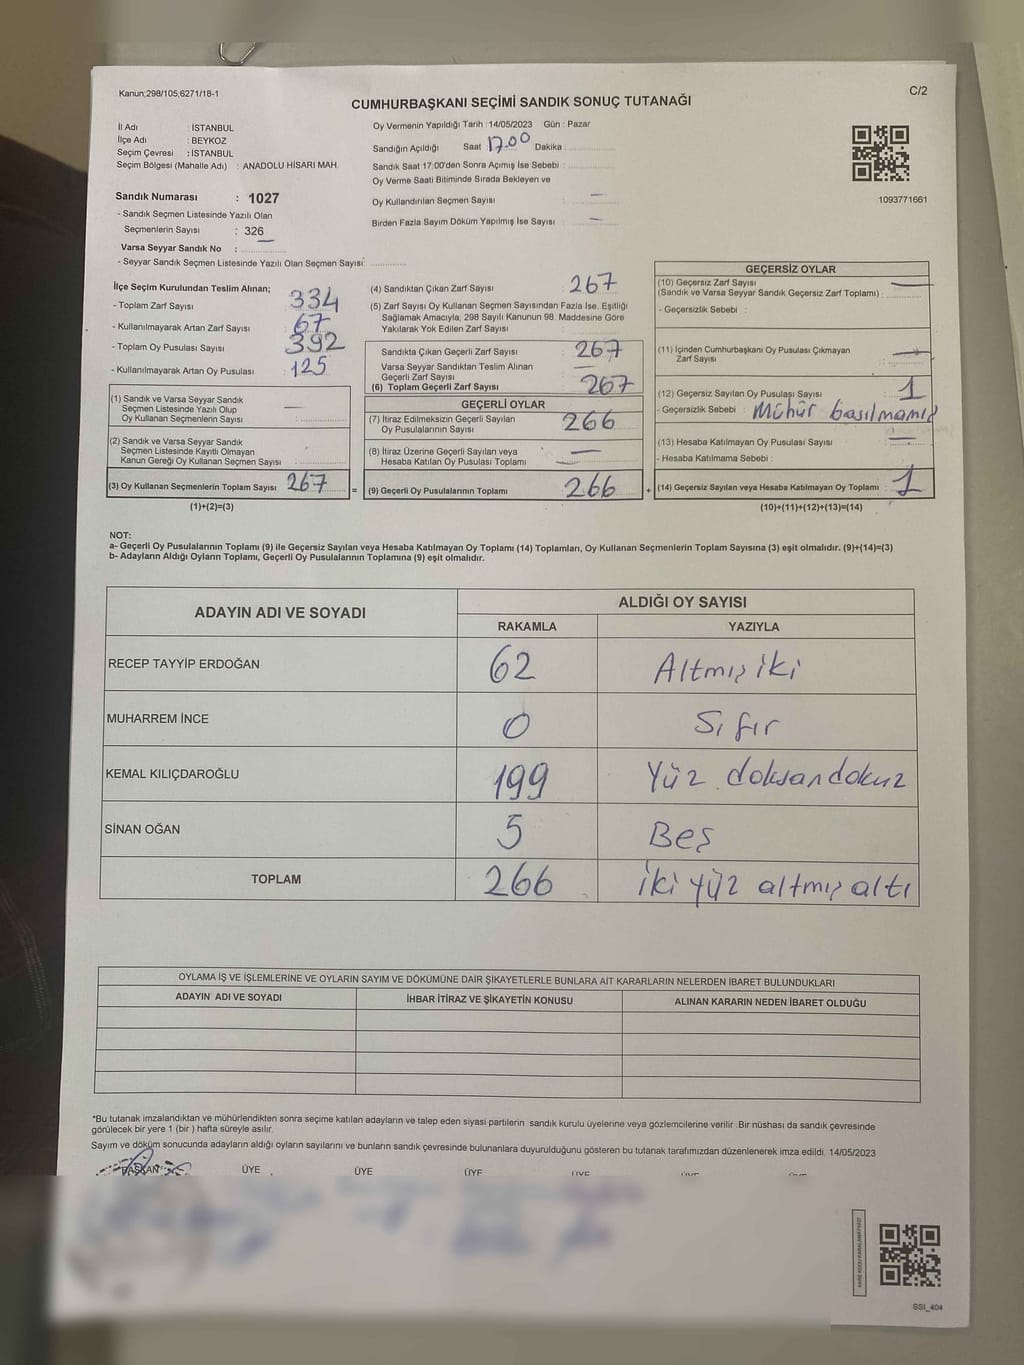 Kanun:298/105,6271/18-1
C/2
CUMHURBAŞKANI SEÇİMİ SANDIK SONUÇ TUTANAĞI
İl Adı : İSTANBUL
İlçe Adı : BEYKOZ
Seçim Çevresi : İSTANBUL
Seçim Bölgesi (Mahalle Adı) : ANADOLU HİSARI MAH.
Oy Vermenin Yapıldığı Tarih : 14/05/2023 Gün : Pazar
Sandığın Açıldığı Saat 17.00 Dakika :
Sandık Saat 17:00'den Sonra Açımış İse Sebebi :
Oy Verme Saati Bitiminde Sırada Bekleyen ve
Oy Kullandırılan Seçmen Sayısı : —
Birden Fazla Sayım Döküm Yapılmış İse Sayısı : —
1093771661
Sandık Numarası : 1027
- Sandık Seçmen Listesinde Yazılı Olan
Seçmenlerin Sayısı : 326
Varsa Seyyar Sandık No : —
- Seyyar Sandık Seçmen Listesinde Yazılı Olan Seçmen Sayısı:
İlçe Seçim Kurulundan Teslim Alınan;
- Toplam Zarf Sayısı : 334
- Kullanılmayarak Artan Zarf Sayısı : 67
- Toplam Oy Pusulası Sayısı : 392
- Kullanılmayarak Artan Oy Pusulası : 125
(1) Sandık ve Varsa Seyyar Sandık
Seçmen Listesinde Yazılı Olup
Oy Kullanan Seçmenlerin Sayısı : —
(2) Sandık ve Varsa Seyyar Sandık
Seçmen Listesinde Kayıtlı Olmayan
Kanun Gereği Oy Kullanan Seçmen Sayısı :
(3) Oy Kullanan Seçmenlerin Toplam Sayısı : 267
(1)+(2)=(3)
(4) Sandıktan Çıkan Zarf Sayısı : 267
(5) Zarf Sayısı Oy Kullanan Seçmen Sayısından Fazla İse, Eşitliği
Sağlamak Amacıyla; 298 Sayılı Kanunun 98. Maddesine Göre
Yakılarak Yok Edilen Zarf Sayısı :
Sandıkta Çıkan Geçerli Zarf Sayısı : 267
Varsa Seyyar Sandıktan Teslim Alınan
Geçerli Zarf Sayısı : —
(6) Toplam Geçerli Zarf Sayısı : 267
GEÇERLİ OYLAR
(7) İtiraz Edilmeksizin Geçerli Sayılan
Oy Pusulalarının Sayısı : 266
(8) İtiraz Üzerine Geçerli Sayılan veya
Hesaba Katılan Oy Pusulası Toplamı : —
= (9) Geçerli Oy Pusulalarının Toplamı : 266
GEÇERSİZ OYLAR
(10) Geçersiz Zarf Sayısı —
(Sandık ve Varsa Seyyar Sandık Geçersiz Zarf Toplamı) :
- Geçersizlik Sebebi :
(11) İçinden Cumhurbaşkanı Oy Pusulası Çıkmayan
Zarf Sayısı : —
(12) Geçersiz Sayılan Oy Pusulası Sayısı : 1
- Geçersizlik Sebebi : Mühür basılmamış
(13) Hesaba Katılmayan Oy Pusulası Sayısı : —
- Hesaba Katılmama Sebebi :
+ (14) Geçersiz Sayılan veya Hesaba Katılmayan Oy Toplamı : 1
(10)+(11)+(12)+(13)=(14)
NOT:
a- Geçerli Oy Pusulalarının Toplamı (9) ile Geçersiz Sayılan veya Hesaba Katılmayan Oy Toplamı (14) Toplamları, Oy Kullanan Seçmenlerin Toplam Sayısına (3) eşit olmalıdır. (9)+(14)=(3)
b- Adayların Aldığı Oyların Toplamı, Geçerli Oy Pusulalarının Toplamına (9) eşit olmalıdır.
ADAYIN ADI VE SOYADI ALDIĞI OY SAYISI
RAKAMLA YAZIYLA
RECEP TAYYİP ERDOĞAN 62 Altmış iki
MUHARREM İNCE 0 Sıfır
KEMAL KILIÇDAROĞLU 199 Yüz doksan dokuz
SİNAN OĞAN 5 Beş
TOPLAM 266 iki yüz altmış altı
OYLAMA İŞ VE İŞLEMLERİNE VE OYLARIN SAYIM VE DÖKÜMÜNE DAİR ŞİKAYETLERLE BUNLARA AİT KARARLARIN NELERDEN İBARET BULUNDUKLARI
ADAYIN ADI VE SOYADI İHBAR İTİRAZ VE ŞİKAYETİN KONUSU ALINAN KARARIN NEDEN İBARET OLDUĞU
*Bu tutanak imzalandıktan ve mühürlendikten sonra seçime katılan adayların ve talep eden siyasi partilerin sandık kurulu üyelerine veya gözlemcilerine verilir. Bir nüshası da sandık çevresinde
görülecek bir yere 1 (bir ) hafta süreyle asılır.
Sayım ve döküm sonucunda adayların aldığı oyların sayılarını ve bunların sandık çevresinde bulunanlara duyurulduğunu gösteren bu tutanak tarafımızdan düzenlenerek imza edildi. 14/05/2023
BAŞKAN ÜYE ÜYE ÜYE
SSI_404